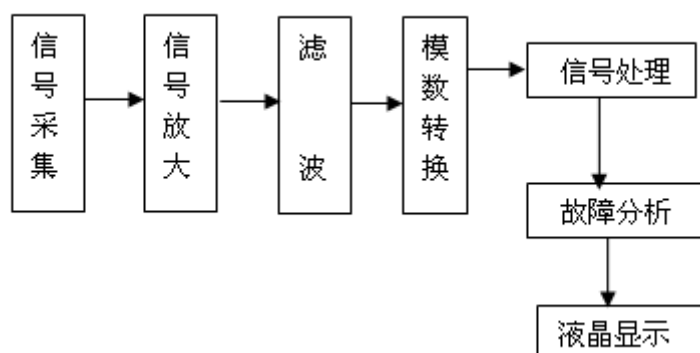 信号采集
信号放大
滤波
模数转换
信号处理
故障分析
液晶显示